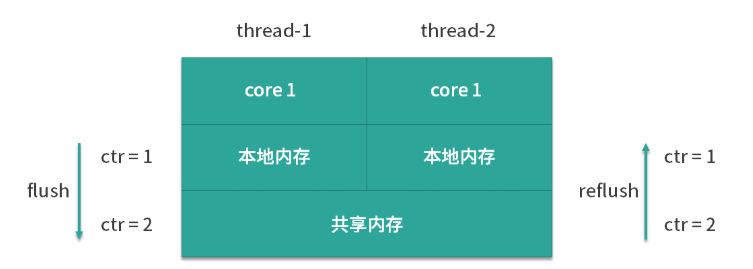 thread-1 thread-2
core 1 core 1
ctr = 1 本地内存 本地内存 ctr = 1
flush reflush
ctr = 2 共享内存 ctr = 2